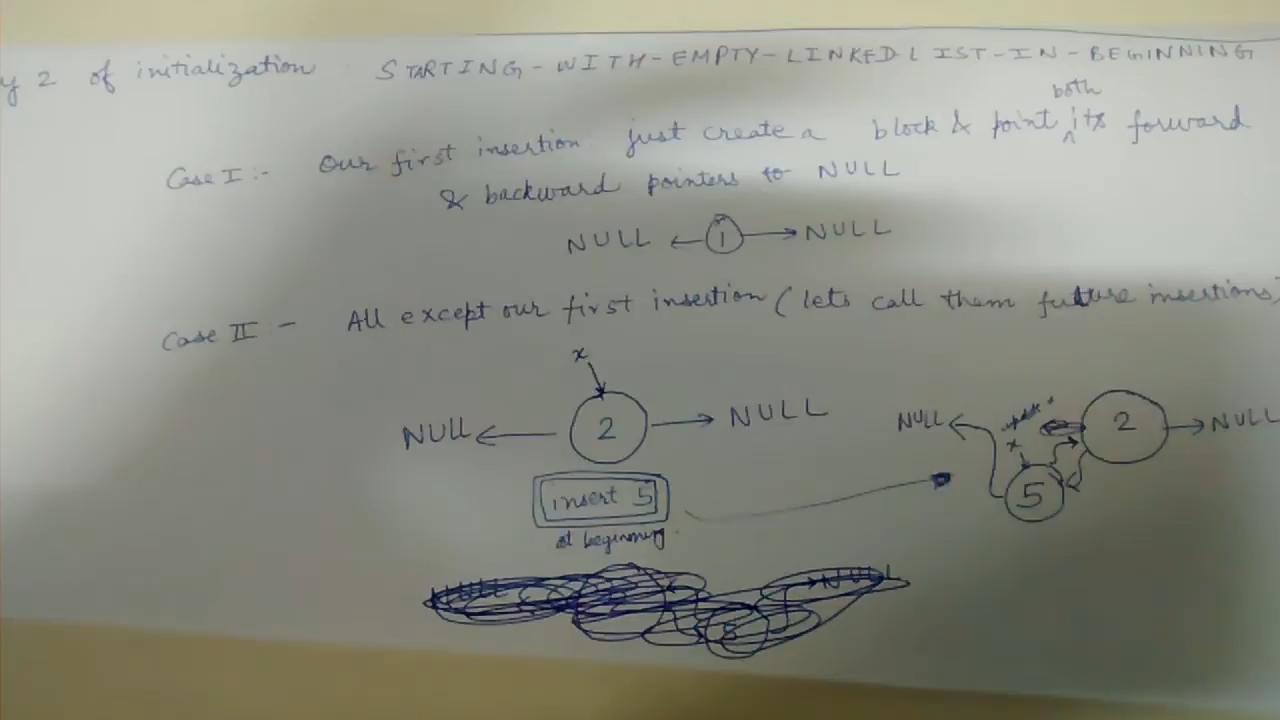 y 2 of initialization STARTING-WITH-EMPTY-LINKED LIST-IN-BEGINNING
Case I :- Our first insertion just create a block & point both its forward
& backward pointers to NULL
NULL 1 NULL
Case II :- All except our first insertion (lets call them future insertions)
x
NULL 2 NULL
NULL x 2 NULL
5
insert 5
at beginning